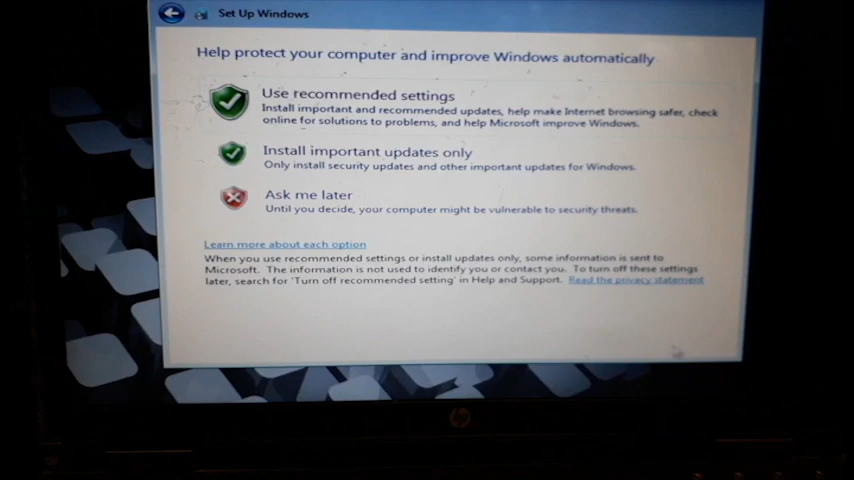 Set Up Windows
Help protect your computer and improve Windows automatically
Use recommended settings
Install important and recommended updates, help make Internet browsing safer, check
online for solutions to problems, and help Microsoft improve Windows.
Install important updates only
Only install security updates and other important updates for Windows.
Ask me later
Until you decide, your computer might be vulnerable to security threats.
Learn more about each option
When you use recommended settings or install updates only, some information is sent to
Microsoft. The information is not used to identify you or contact you. To turn off these settings
later, search for 'Turn off recommended setting' in Help and Support. Read the privacy statement
hp